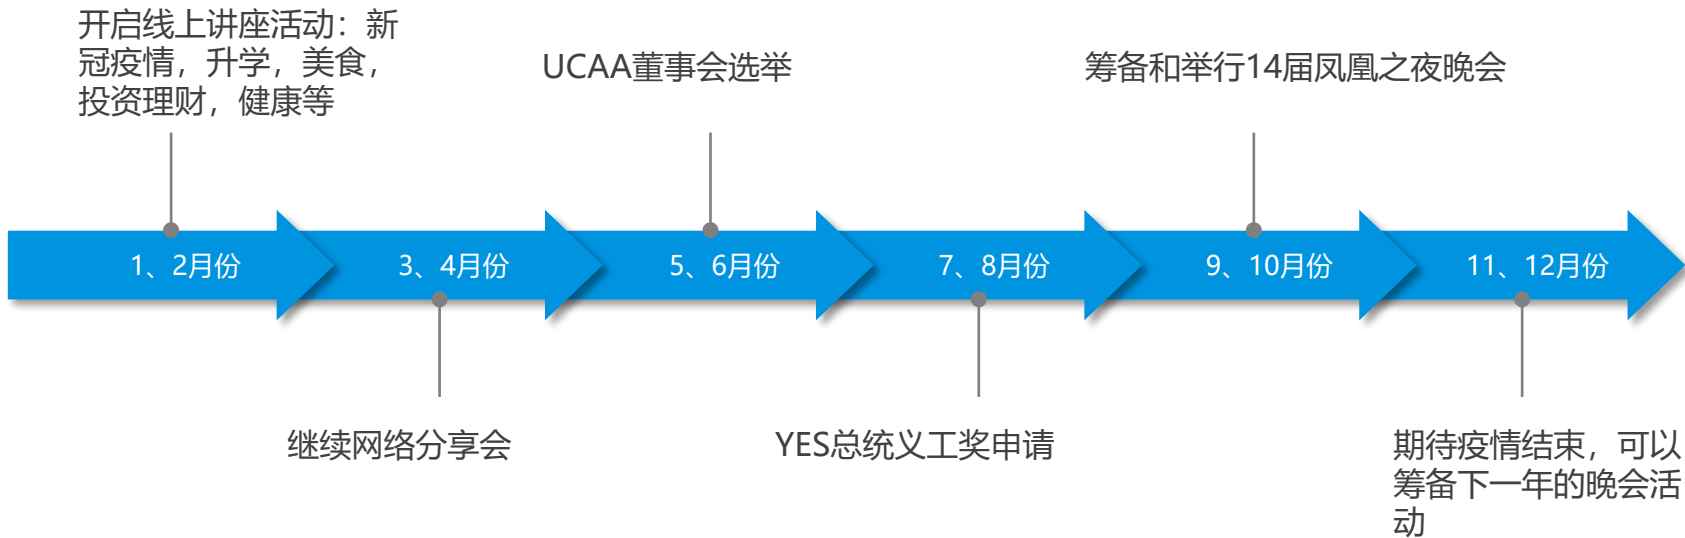 开启线上讲座活动：新
冠疫情，升学，美食，
投资理财，健康等
UCAA董事会选举
筹备和举行14届凤凰之夜晚会
1、2月份
3、4月份
5、6月份
7、8月份
9、10月份
11、12月份
继续网络分享会
YES总统义工奖申请
期待疫情结束，可以
筹备下一年的晚会活
动